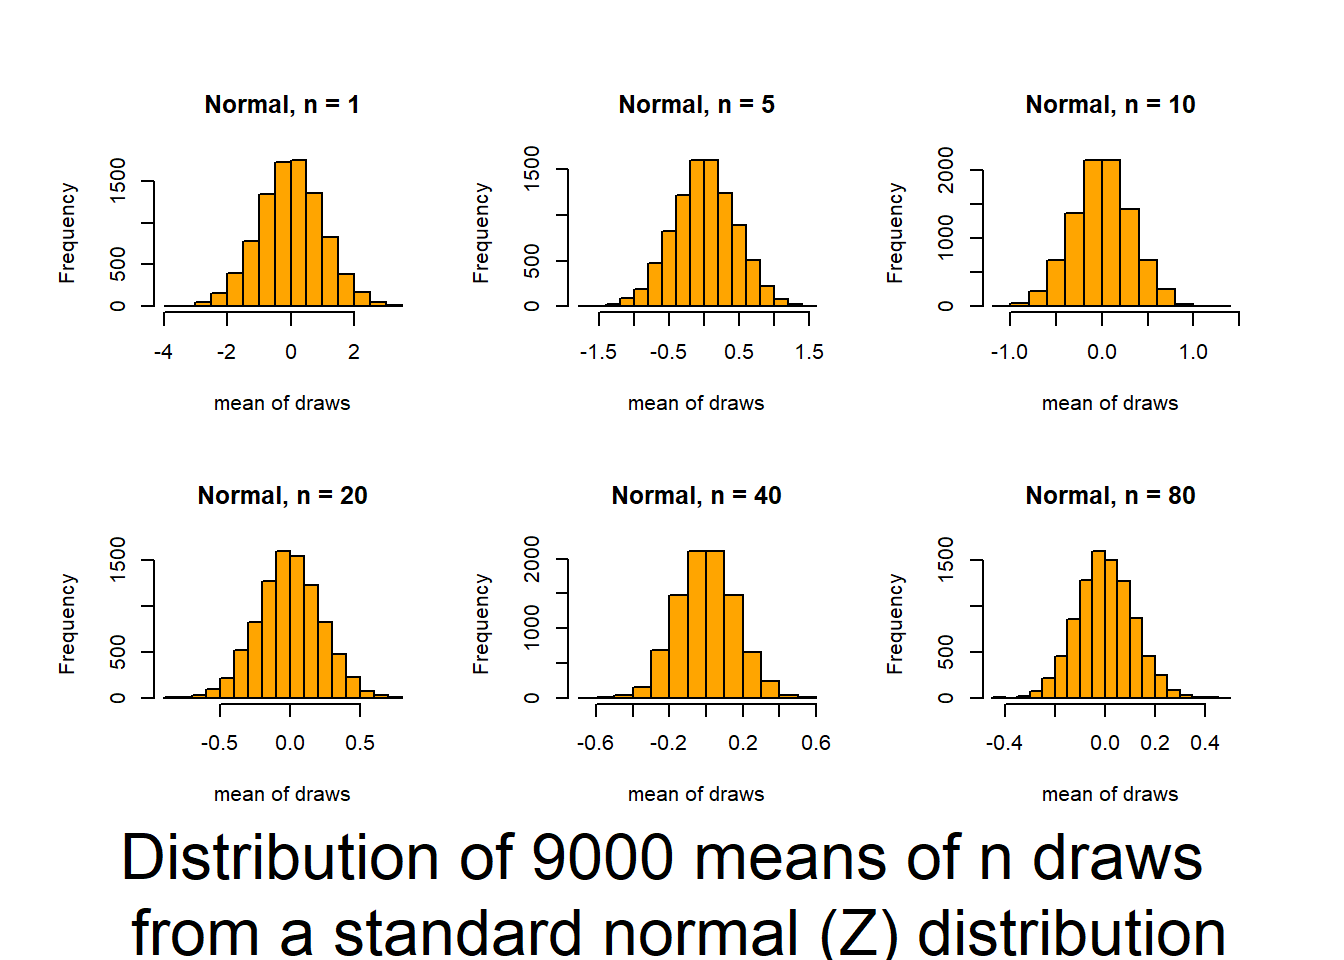 Normal, n = 1
Frequency
1500
500
0
-4 -2 0 2
mean of draws
Normal, n = 5
Frequency
1500
500
0
-1.5 -0.5 0.5 1.5
mean of draws
Normal, n = 10
Frequency
2000
1000
0
-1.0 0.0 1.0
mean of draws
Normal, n = 20
Frequency
1500
500
0
-0.5 0.0 0.5
mean of draws
Normal, n = 40
Frequency
2000
1000
0
-0.6 -0.2 0.2 0.6
mean of draws
Normal, n = 80
Frequency
1500
500
0
-0.4 0.0 0.2 0.4
mean of draws
Distribution of 9000 means of n draws
from a standard normal (Z) distribution